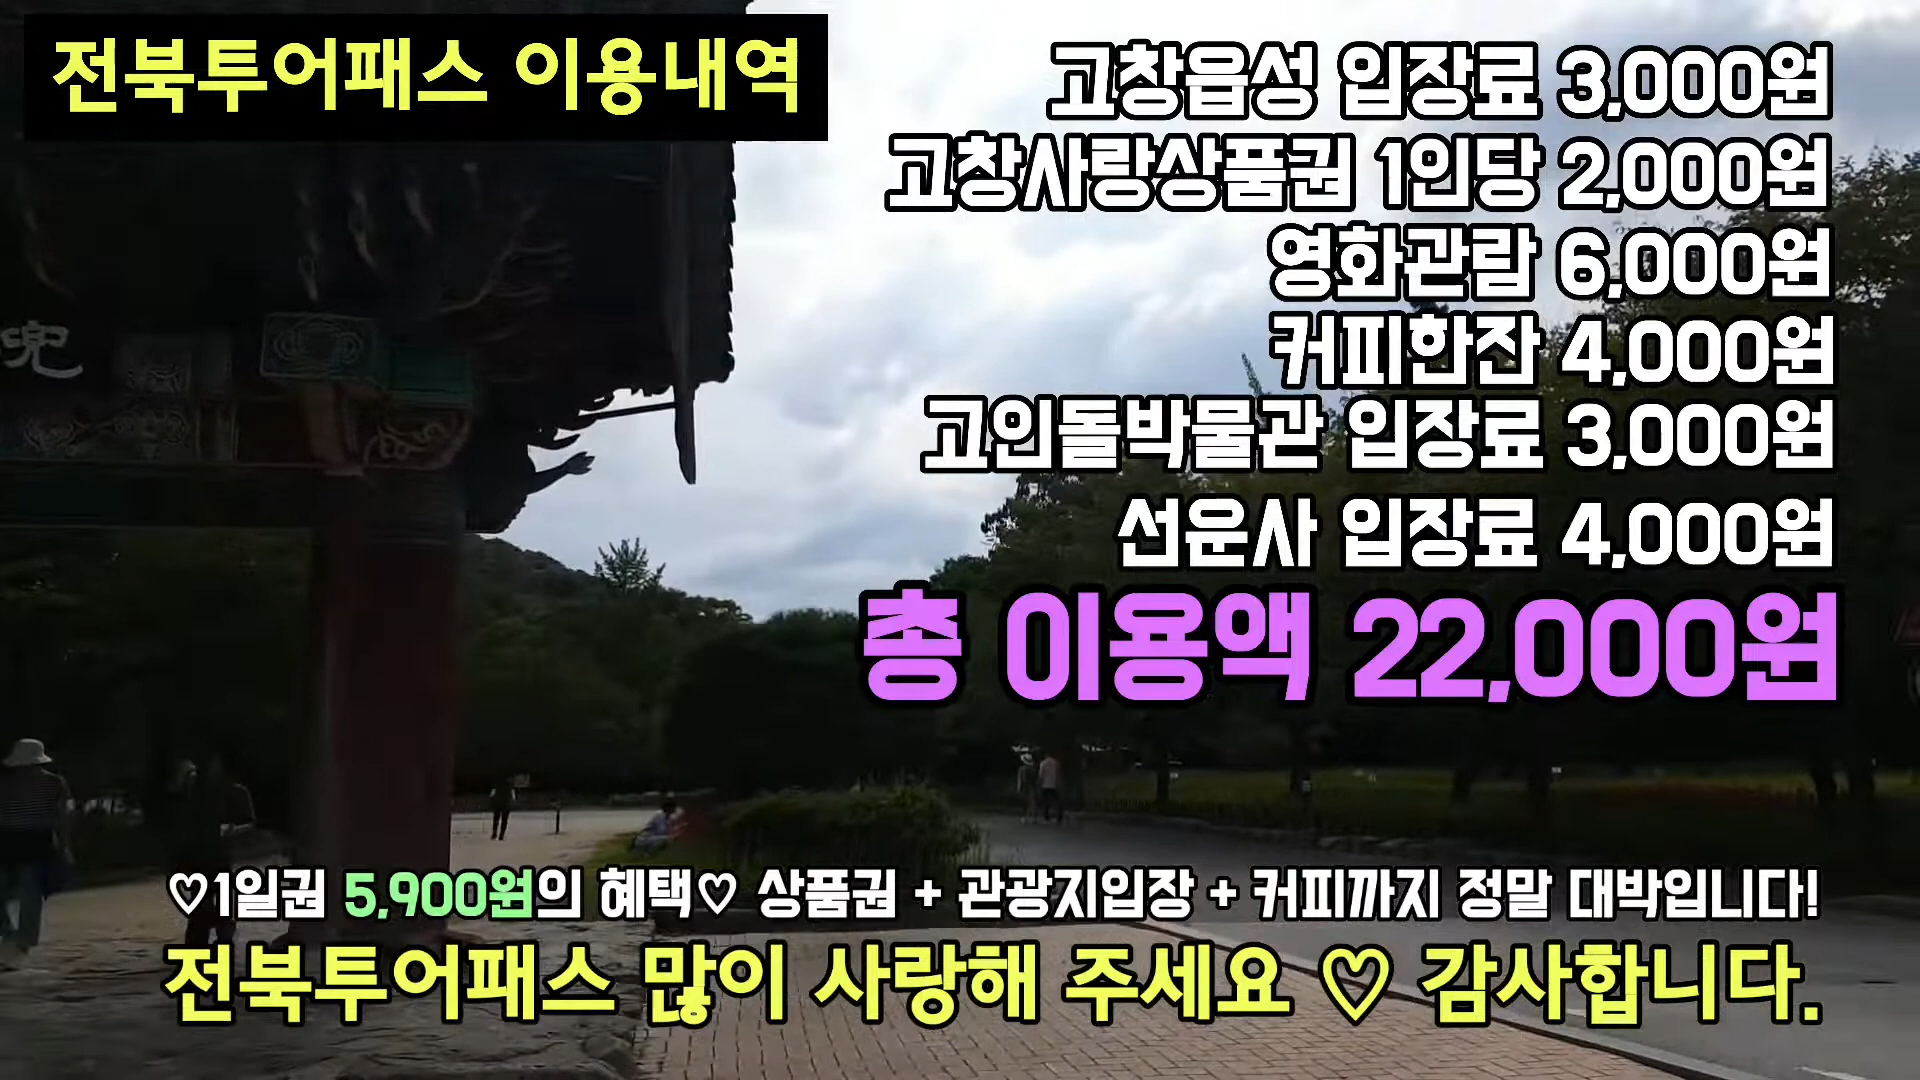 전북투어패스 이용내역
고창읍성 입장료 3,000원
고창사랑상품권 1인당 2,000원
영화관람 6,000원
커피한잔 4,000원
고인돌박물관 입장료 3,000원
선운사 입장료 4,000원
총 이용액 22,000원
兜
♡1일권 5,900원의 혜택♡ 상품권 + 관광지입장 + 커피까지 정말 대박입니다!
전북투어패스 많이 사랑해 주세요 ♡ 감사합니다.